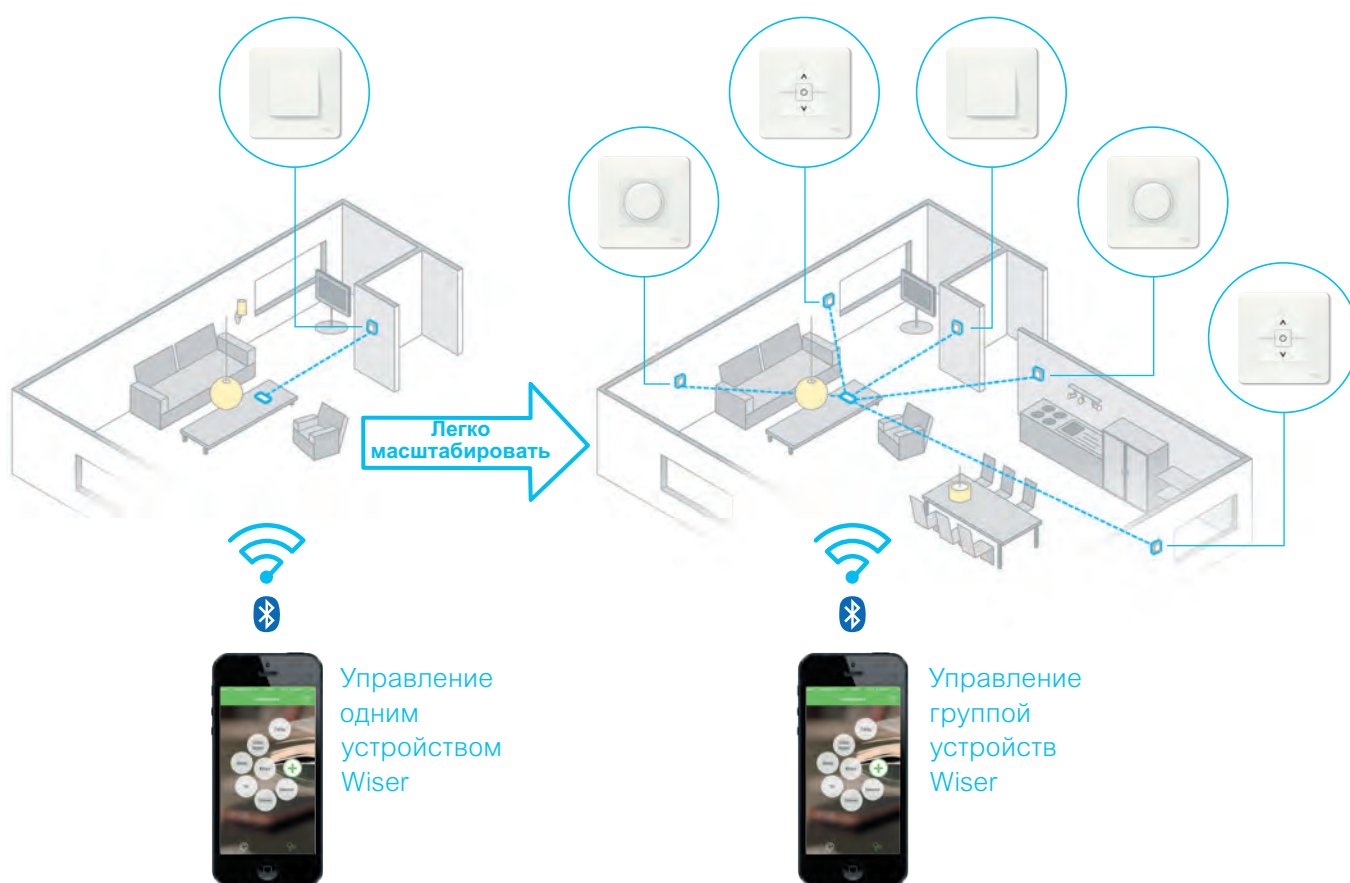 Легко
масштабировать
Управление
одним
устройством
Wiser
Управление
группой
устройств
Wiser